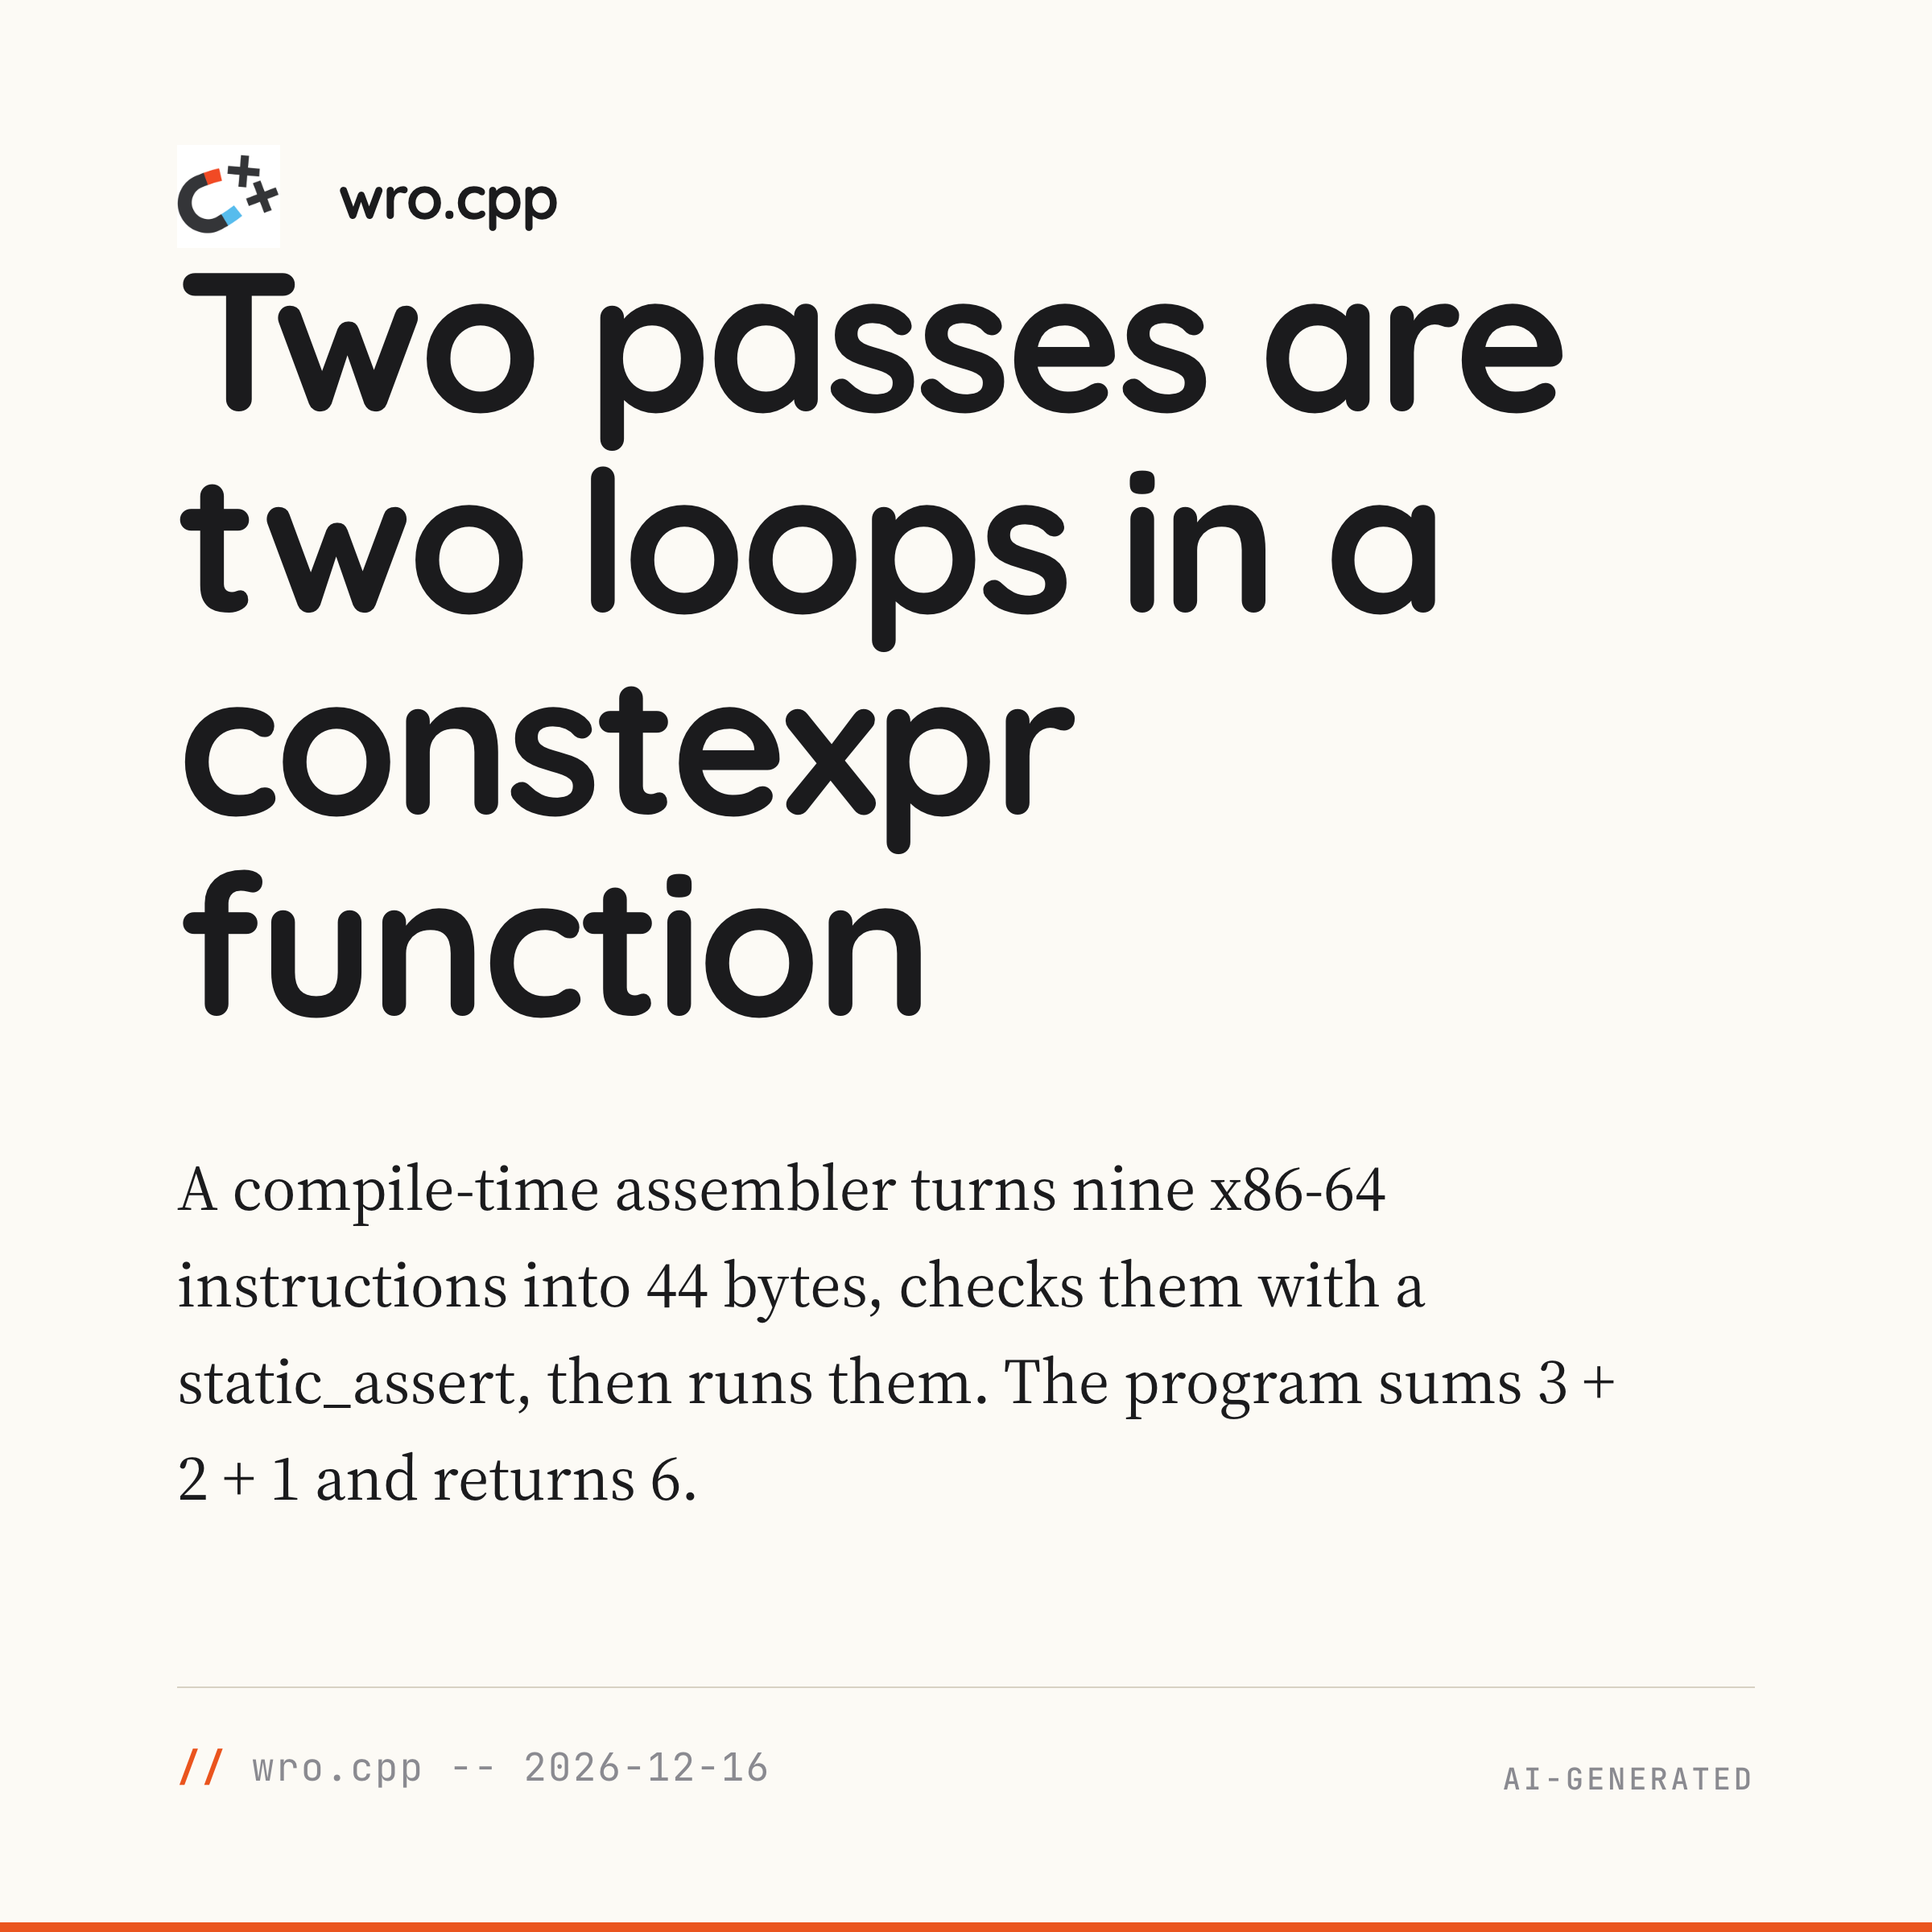 wro.cpp
Two passes are
two loops in a
constexpr
function
A compile-time assembler turns nine x86-64
instructions into 44 bytes, checks them with a
static_assert, then runs them. The program sums 3 +
2 + 1 and returns 6.
// wro.cpp -- 2026-12-16
AI-GENERATED